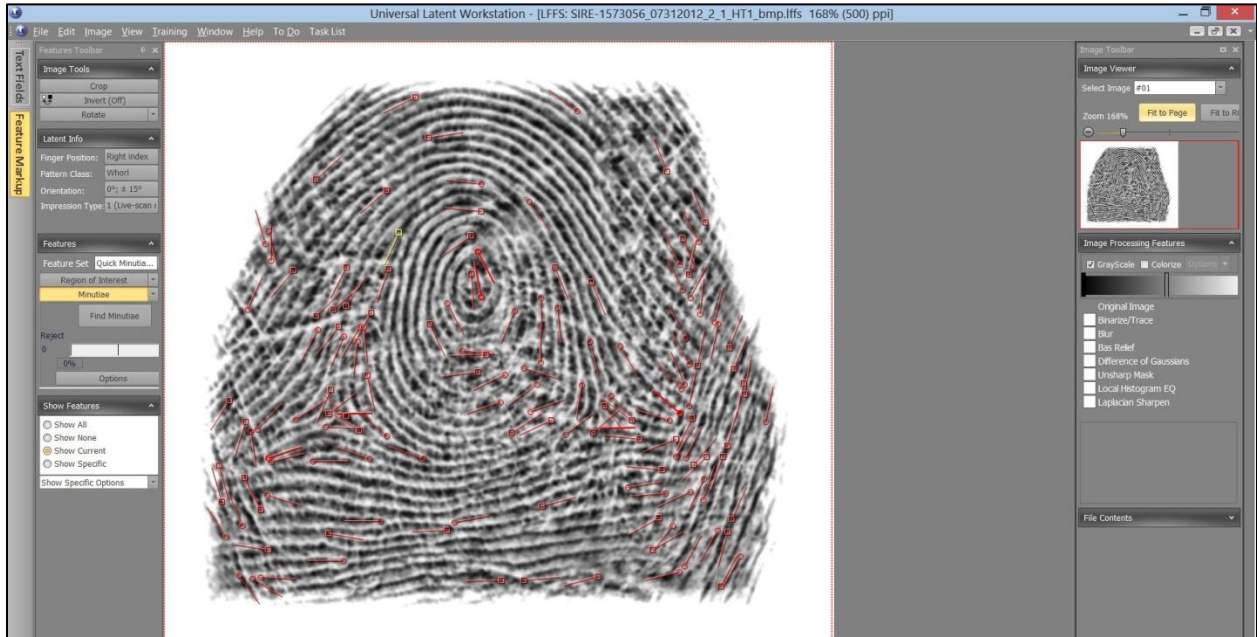 Universal Latent Workstation - [LFFS: SIRE-1573056_07312012_2_1_HT1_bmp.lffs 168% (500) ppi]
File Edit Image View Training Window Help To Do Task List
Text Fields
Feature Markup
Features Toolbar
Image Tools
Crop
Invert (Off)
Rotate
Latent Info
Finger Position: Right index
Pattern Class: Whorl
Orientation: 0°; ± 15°
Impression Type: 1 (Live-scan
Features
Feature Set Quick Minutia...
Region of Interest
Minutiae
Find Minutiae
Reject
0
0%
Options
Show Features
Show All
Show None
Show Current
Show Specific
Show Specific Options
Image Toolbar
Image Viewer
Select Image #01
Zoom 168% Fit to Page Fit to
Image Processing Features
GrayScale Colorize Options
Original Image
Binarize/Trace
Blur
Bas Relief
Difference of Gaussians
Unsharp Mask
Local Histogram EQ
Laplacian Sharpen
File Contents